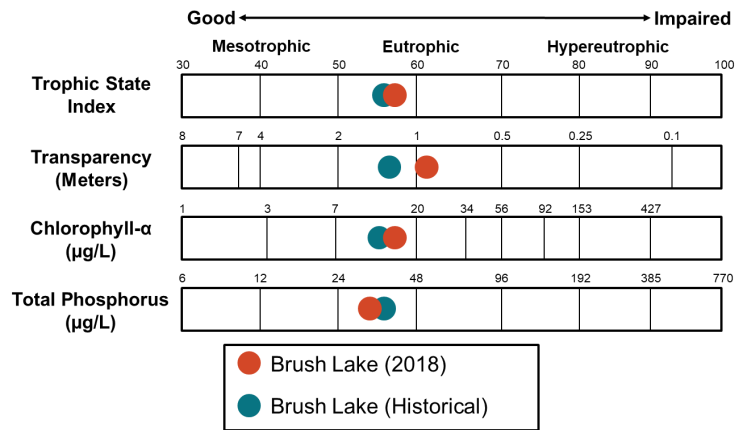 Good Impaired
Mesotrophic Eutrophic Hypereutrophic
30 40 50 60 70 80 90 100
Trophic State
Index
8 7 4 2 1 0.5 0.25 0.1
Transparency
(Meters)
1 3 7 20 34 56 92 153 427
Chlorophyll-α
(µg/L)
6 12 24 48 96 192 385 770
Total Phosphorus
(µg/L)
Brush Lake (2018)
Brush Lake (Historical)